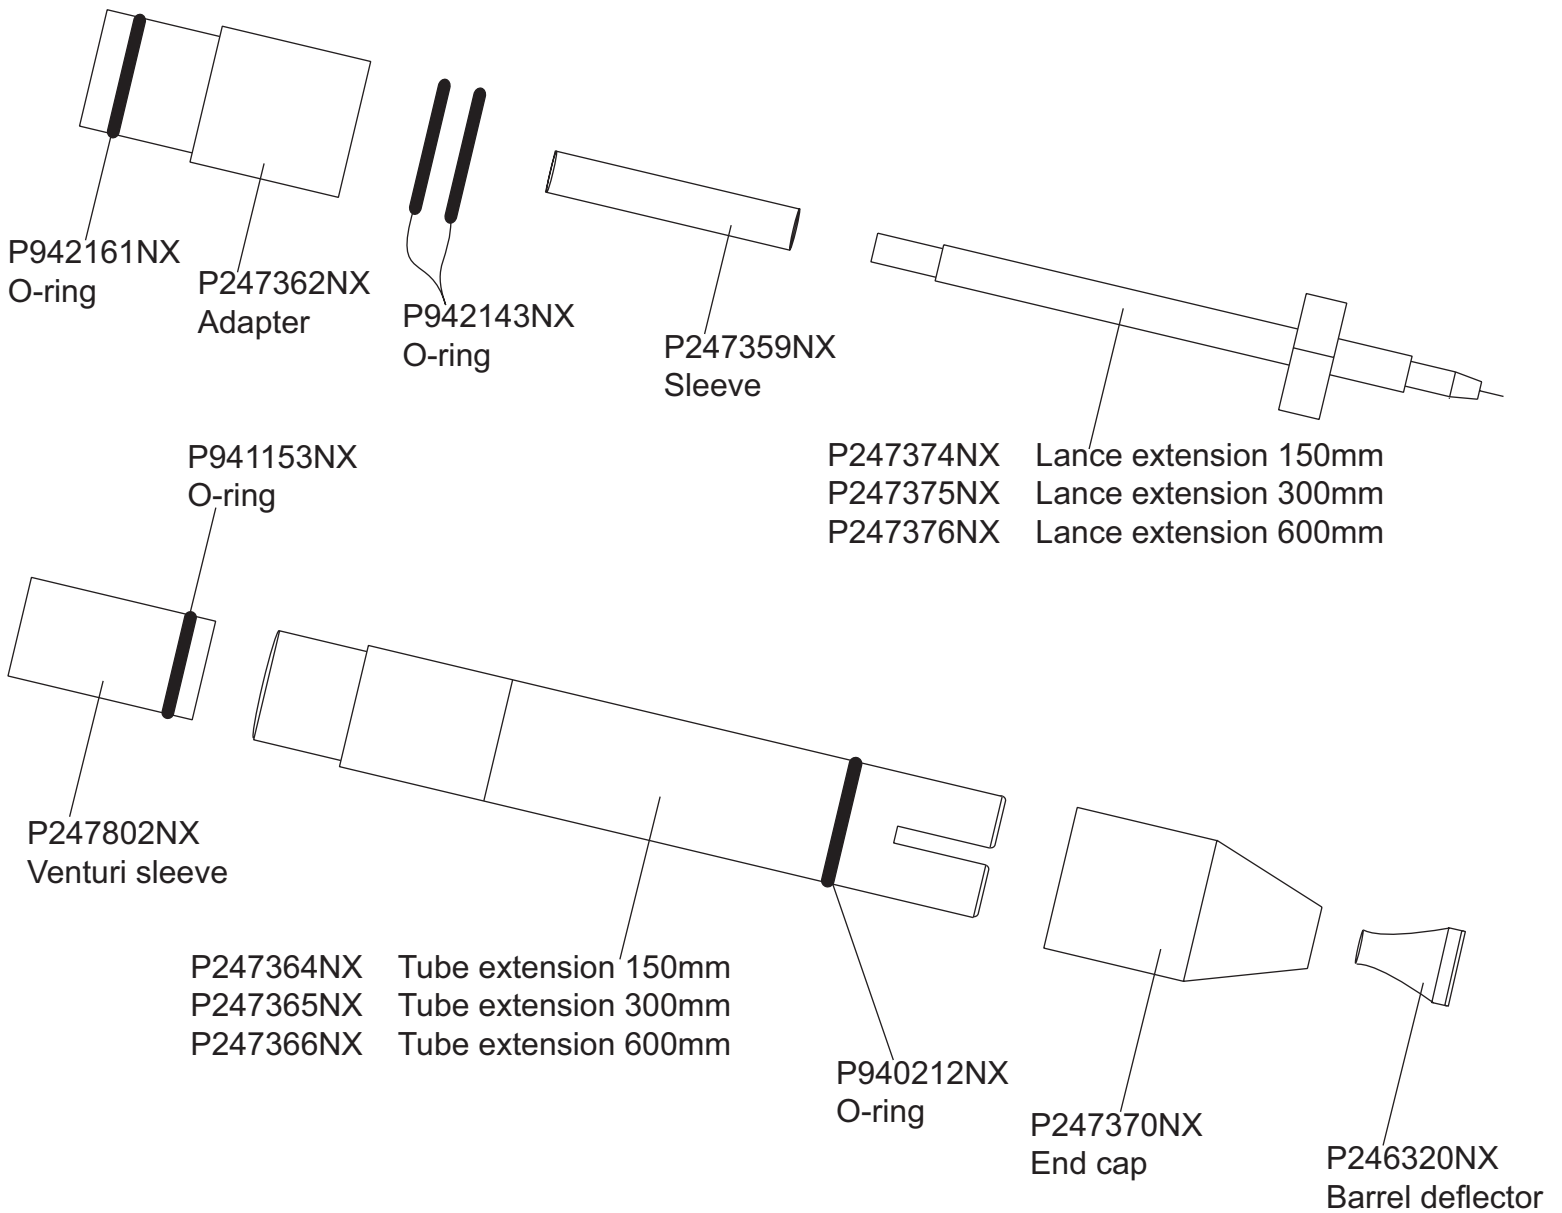 P942161NX
O-ring
P247362NX
Adapter
P942143NX
O-ring
P247359NX
Sleeve
P247374NX Lance extension 150mm
P247375NX Lance extension 300mm
P247376NX Lance extension 600mm
P941153NX
O-ring
P247802NX
Venturi sleeve
P247364NX Tube extension 150mm
P247365NX Tube extension 300mm
P247366NX Tube extension 600mm
P940212NX
O-ring
P247370NX
End cap
P246320NX
Barrel deflector